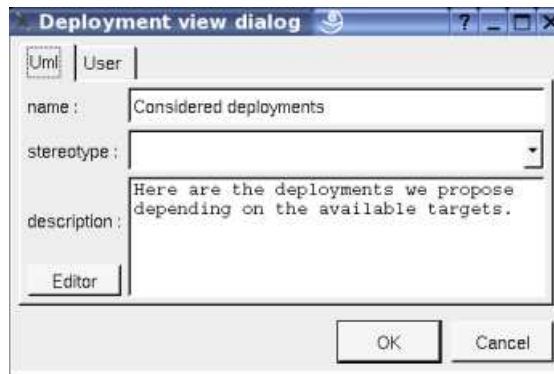 Deployment view dialog
Uml User
name : Considered deployments
stereotype :
description : Here are the deployments we propose
depending on the available targets.
Editor
OK Cancel